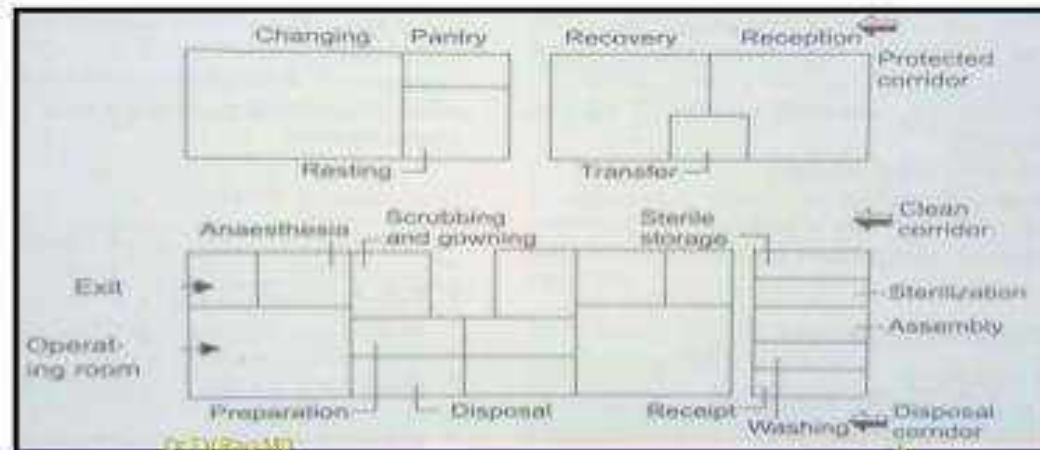 Changing
Pantry
Recovery
Reception
Protected
corridor
Resting
Transfer
Clean
corridor
Anaesthesia
Scrubbing
and gowning
Sterile
storage
Exit
Sterilization
Assembly
Operat-
ing room
Preparation
Disposal
Receipt
Washing
Disposal
corridor